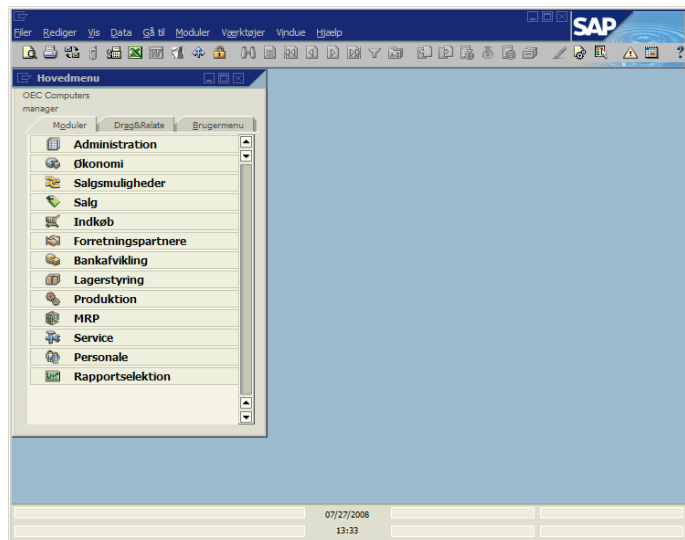 SAP
Filer Rediger Vis Data Gå til Moduler Værktøjer Vindue Hjælp
?
Hovedmenu
OEC Computers
manager
Moduler Drag&Relate Brugermenu
Administration
Økonomi
Salgsmuligheder
Salg
Indkøb
Forretningspartnere
Bankafvikling
Lagerstyring
Produktion
MRP
Service
Personale
Rapportselektion
07/27/2008
13:33